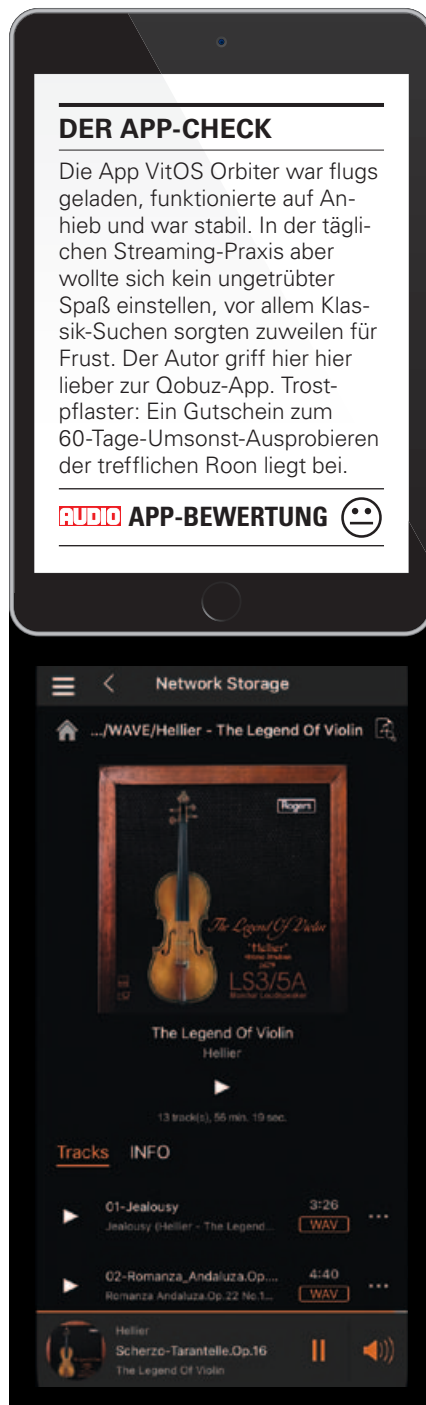 DER APP-CHECK
Die App VitOS Orbiter war flugs
geladen, funktionierte auf An-
hieb und war stabil. In der tägli-
chen Streaming-Praxis aber
wollte sich kein ungetrübter
Spaß einstellen, vor allem Klas-
sik-Suchen sorgten zuweilen für
Frust. Der Autor griff hier hier
lieber zur Qobuz-App. Trost-
pflaster: Ein Gutschein zum
60-Tage-Umsonst-Ausprobieren
der trefflichen Roon liegt bei.
AUDIO APP-BEWERTUNG
Network Storage
.../WAVE/Hellier - The Legend Of Violin
Rogers
The Legend Of Violin
"Hellier"
LS3/5A
Monitor Loudspeaker
The Legend Of Violin
Hellier
13 track(s), 56 min. 19 sec.
Tracks INFO
01-Jealousy 3:26
Jealousy (Hellier - The Legend... WAV
02-Romanza_Andaluza.Op.... 4:40
Romanza Andaluza.Op.22 No.1... WAV
Hellier
Scherzo-Tarantelle.Op.16
The Legend Of Violin